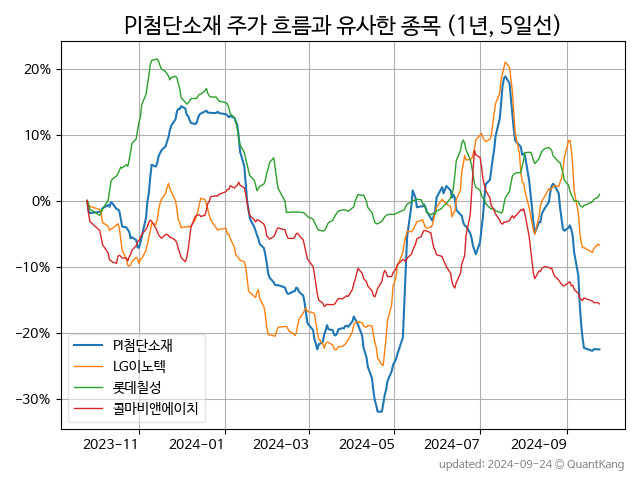 PI첨단소재 주가 흐름과 유사한 종목 (1년, 5일선)
20%
10%
0%
−10%
−20%
−30%
PI첨단소재
LG이노텍
롯데칠성
콜마비앤에이치
2023−11
2024−01
2024−03
2024−05
2024−07
2024−09
updated: 2024-09-24 © QuantKang